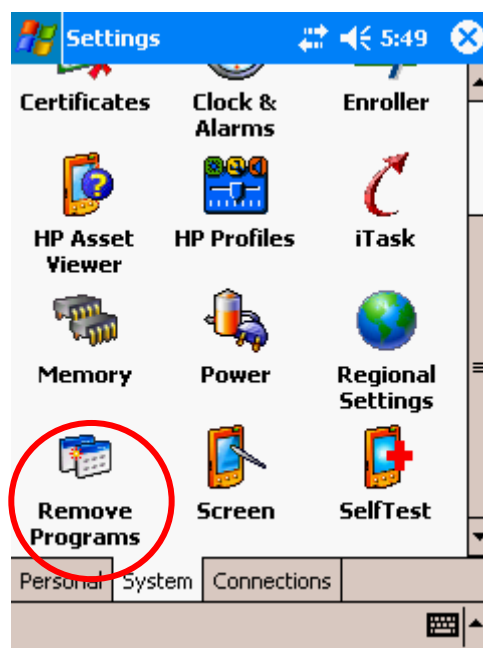 Settings 5:49
Certificates Clock & Enroller
Alarms
HP Asset HP Profiles iTask
Viewer
Memory Power Regional
Settings
Remove Screen SelfTest
Programs
Personal System Connections